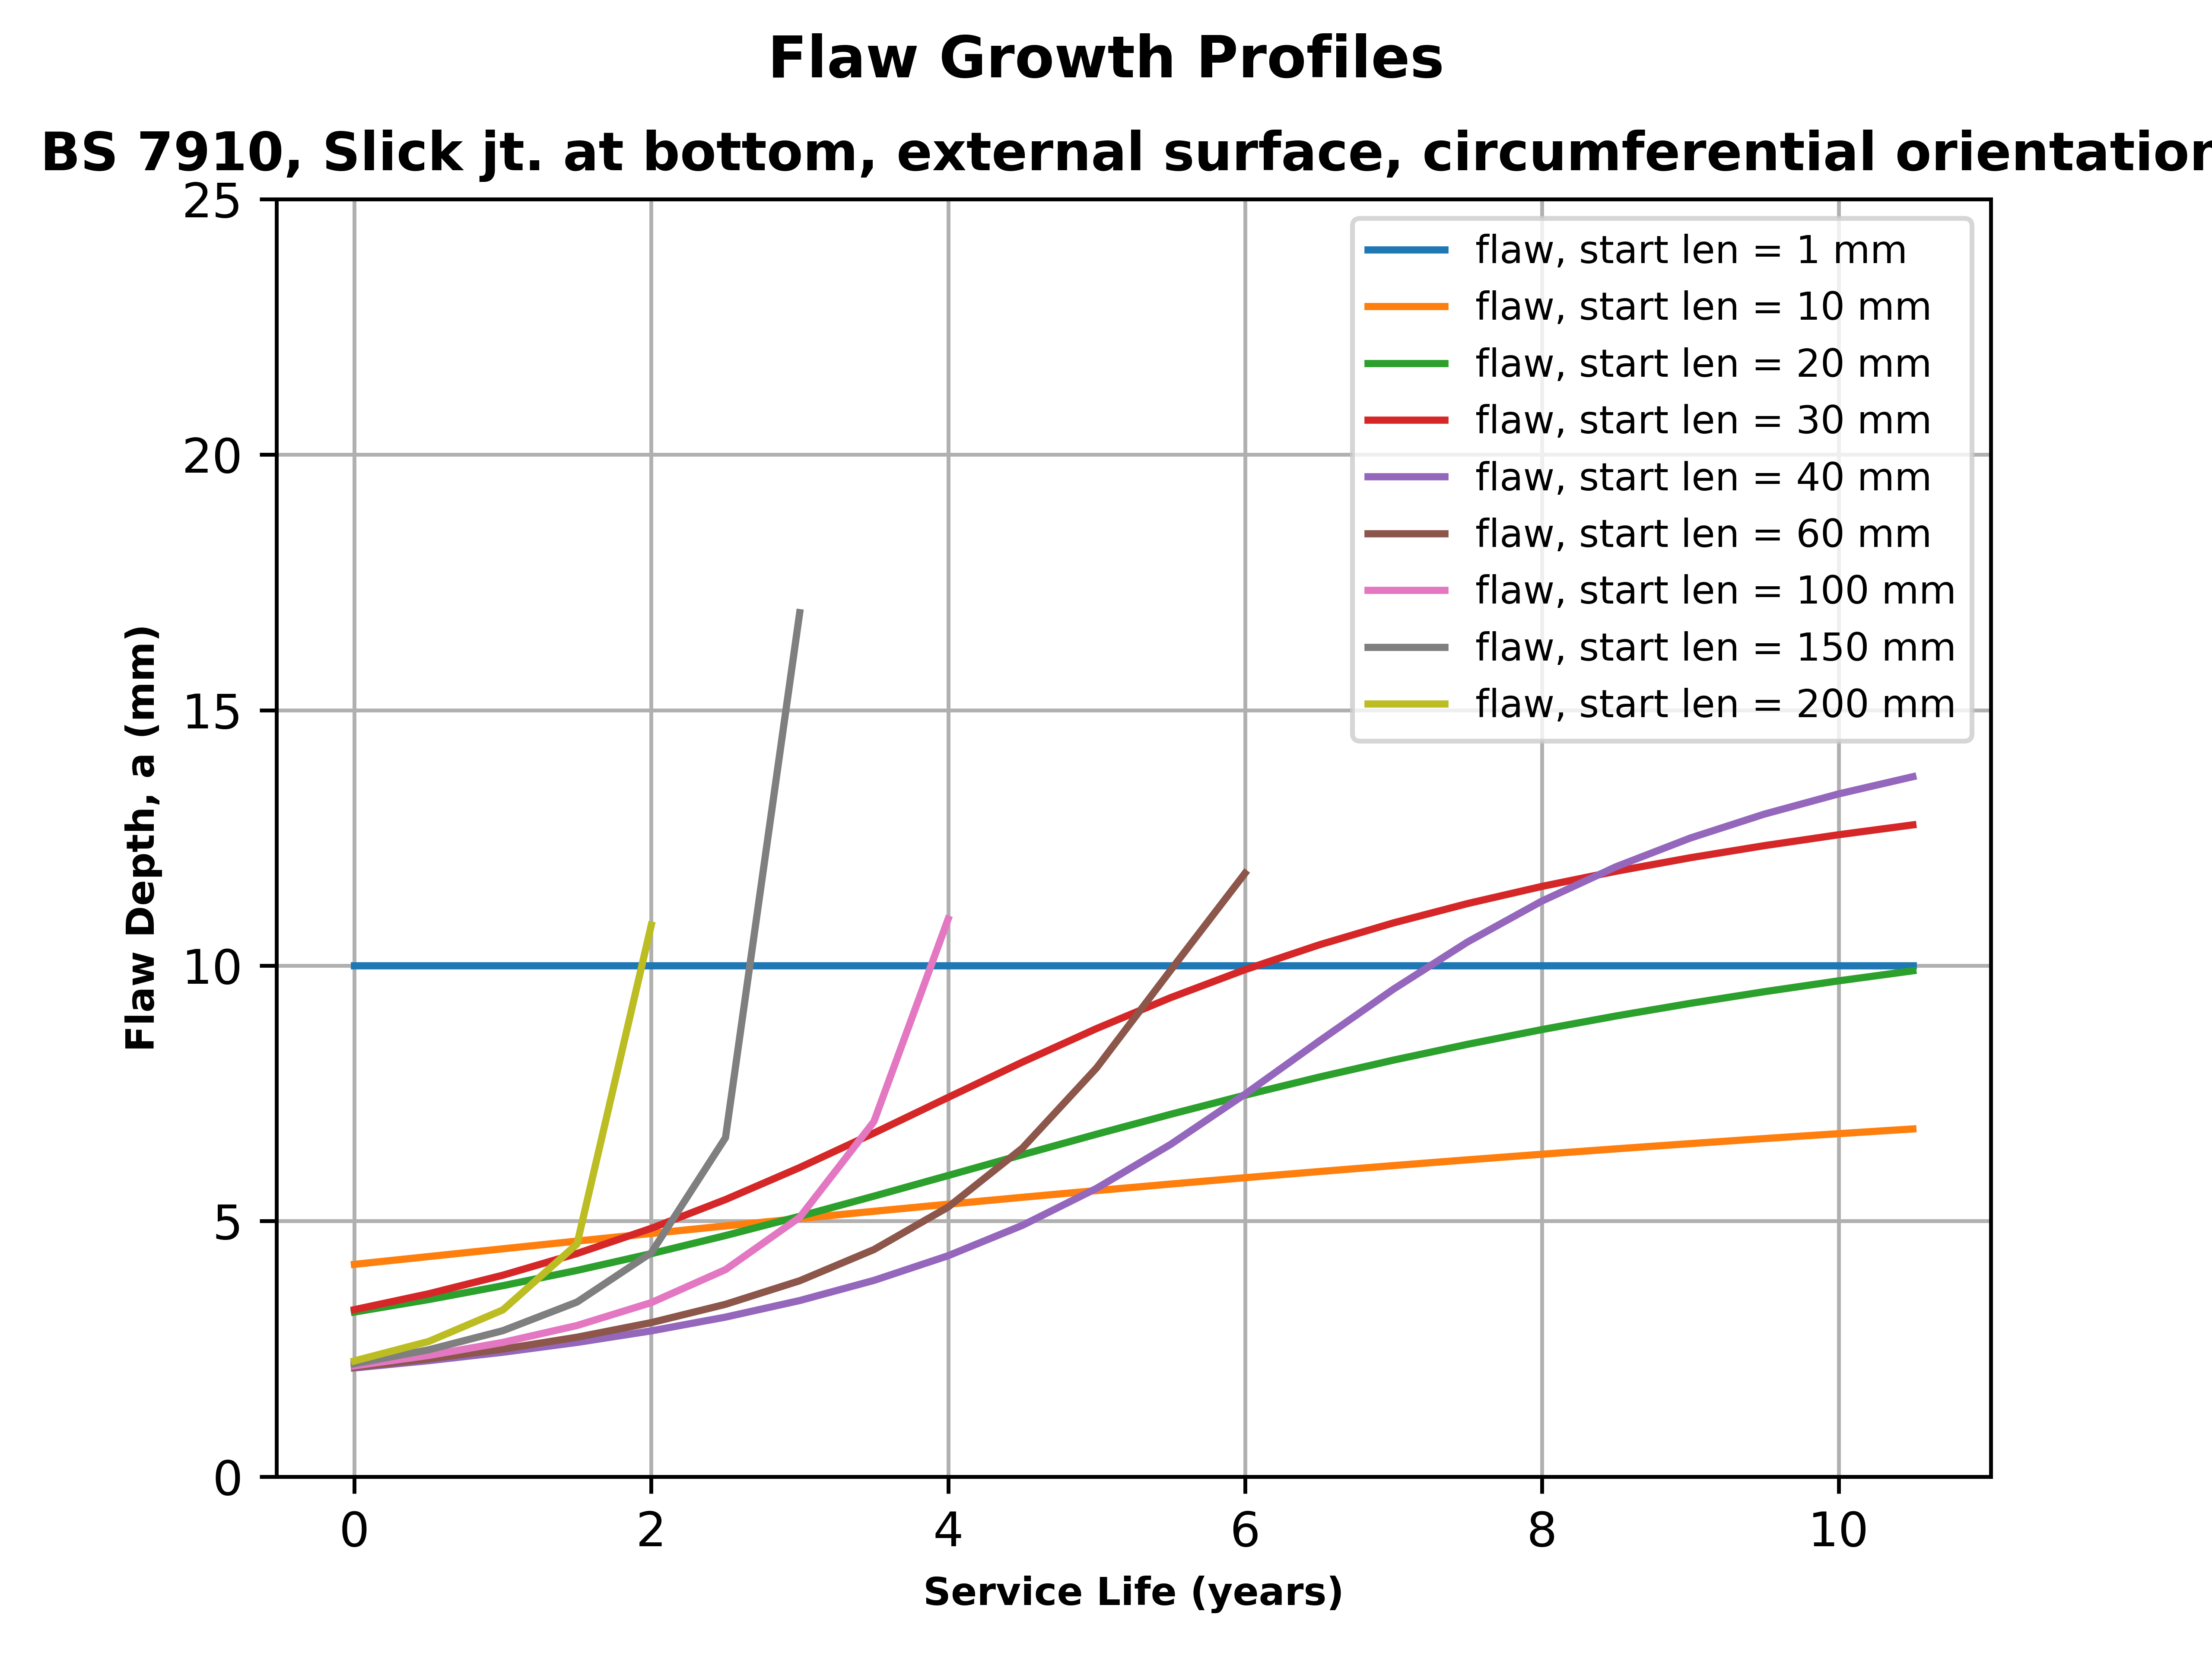 Flaw Growth Profiles
BS 7910, Slick jt. at bottom, external surface, circumferential orientation
25
20
15
10
5
0
Flaw Depth, a (mm)
flaw, start len = 1 mm
flaw, start len = 10 mm
flaw, start len = 20 mm
flaw, start len = 30 mm
flaw, start len = 40 mm
flaw, start len = 60 mm
flaw, start len = 100 mm
flaw, start len = 150 mm
flaw, start len = 200 mm
0 2 4 6 8 10
Service Life (years)